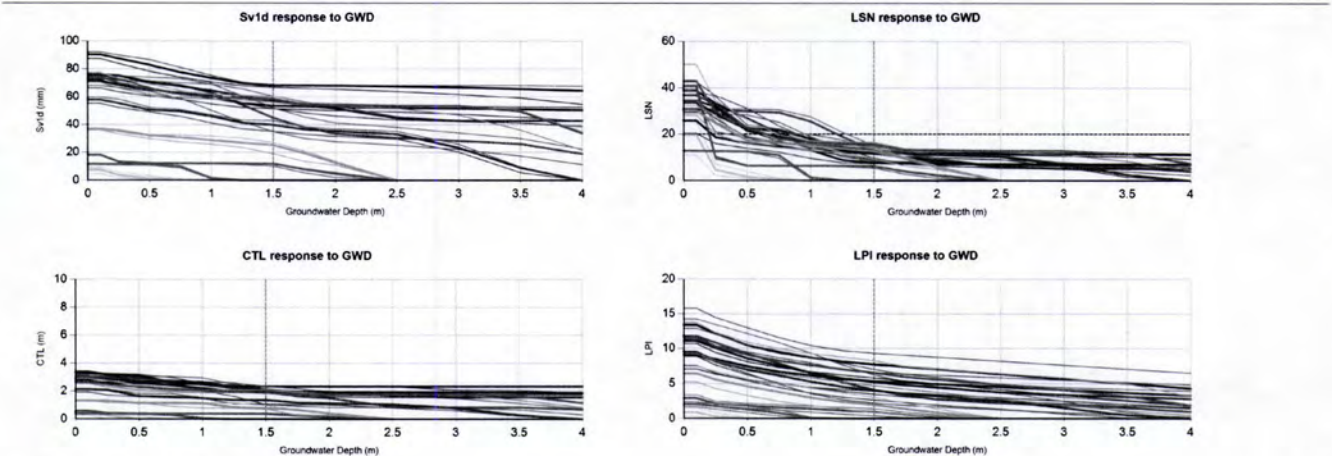 Sv1d response to GWD
100
80
60
40
20
0
Sv1d (mm)
0 0.5 1 1.5 2 2.5 3 3.5 4
Groundwater Depth (m)
LSN response to GWD
60
40
20
0
LSN
0 0.5 1 1.5 2 2.5 3 3.5 4
Groundwater Depth (m)
CTL response to GWD
10
8
6
4
2
0
CTL (m)
0 0.5 1 1.5 2 2.5 3 3.5 4
Groundwater Depth (m)
LPI response to GWD
20
15
10
5
0
LPI
0 0.5 1 1.5 2 2.5 3 3.5 4
Groundwater Depth (m)